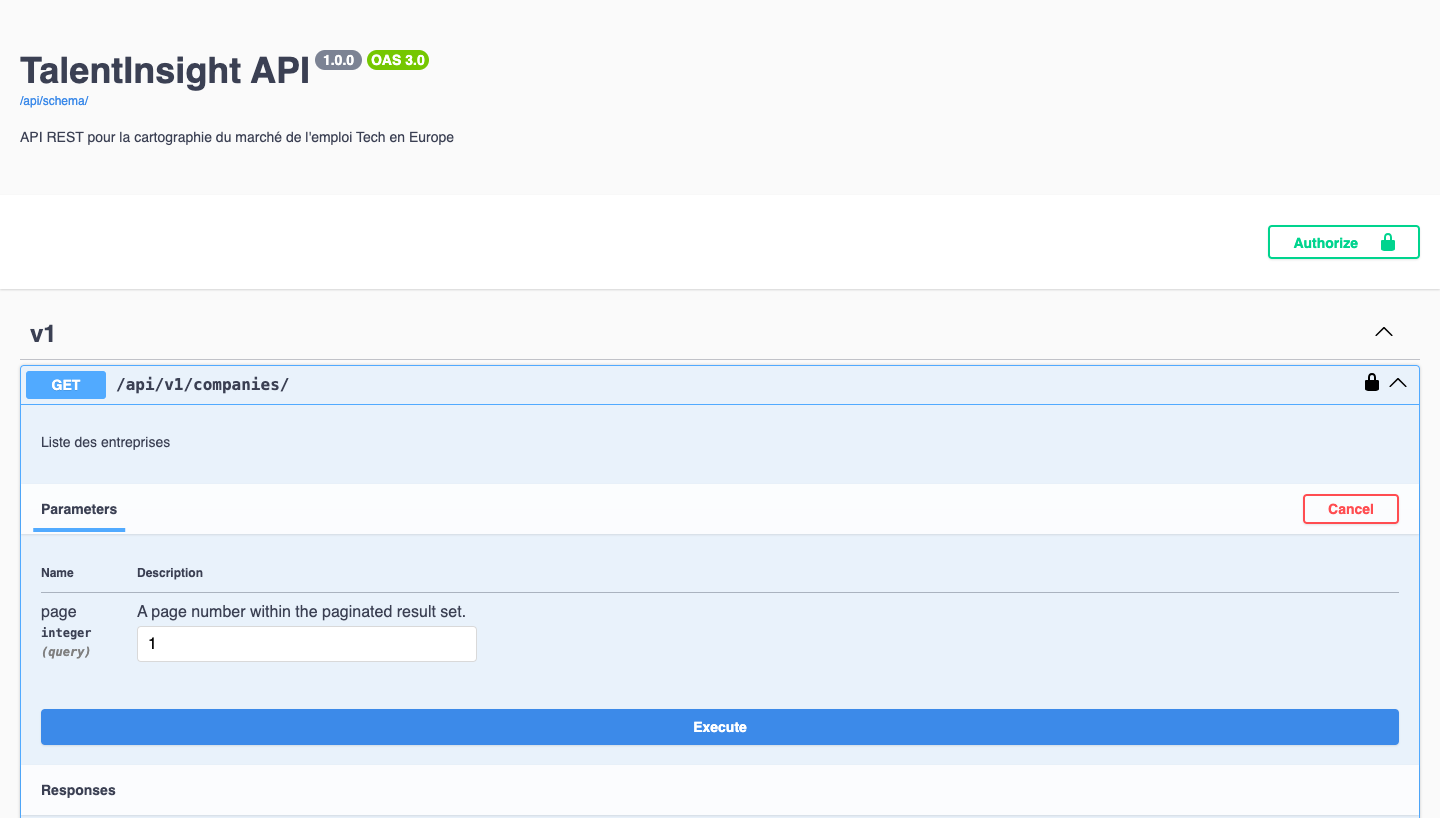 TalentInsight API 1.0.0 OAS 3.0
/api/schema/
API REST pour la cartographie du marché de l'emploi Tech en Europe
Authorize
v1
GET /api/v1/companies/
Liste des entreprises
Parameters Cancel
Name Description
page A page number within the paginated result set.
integer
(query)
1
Execute
Responses